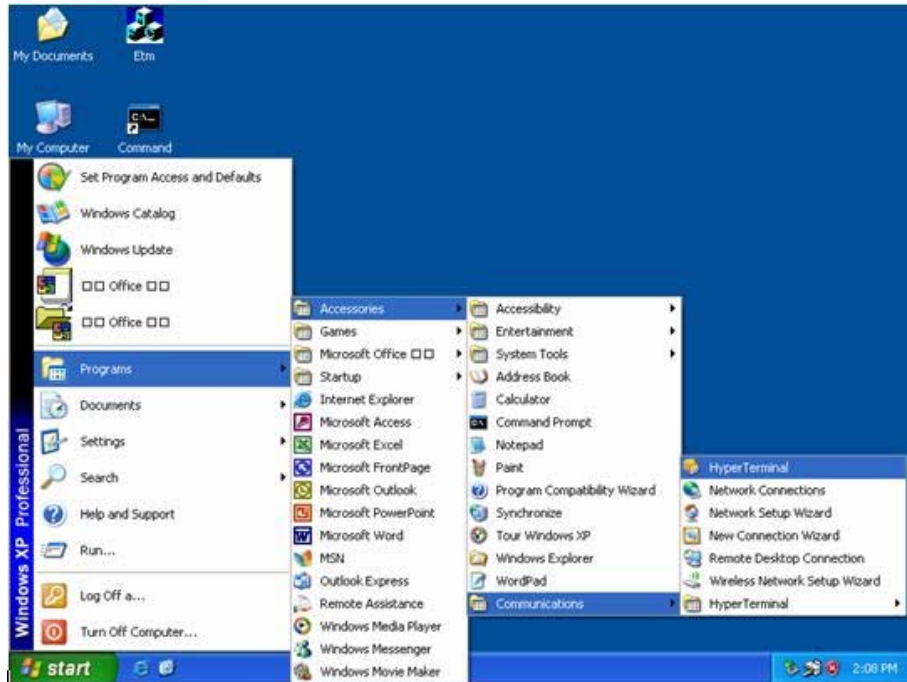 My Documents
Etm
My Computer
Command
Set Program Access and Defaults
Windows Catalog
Windows Update
□□ Office □□
□□ Office □□
Programs
Documents
Settings
Search
Help and Support
Run...
Log Off a...
Turn Off Computer...
Windows XP Professional
Accessories
Games
Microsoft Office □□
Startup
Internet Explorer
Microsoft Access
Microsoft Excel
Microsoft FrontPage
Microsoft Outlook
Microsoft PowerPoint
Microsoft Word
MSN
Outlook Express
Remote Assistance
Windows Media Player
Windows Messenger
Windows Movie Maker
Accessibility
Entertainment
System Tools
Address Book
Calculator
Command Prompt
Notepad
Paint
Program Compatibility Wizard
Synchronize
Tour Windows XP
Windows Explorer
WordPad
Communications
HyperTerminal
Network Connections
Network Setup Wizard
New Connection Wizard
Remote Desktop Connection
Wireless Network Setup Wizard
HyperTerminal
start
2:08 PM